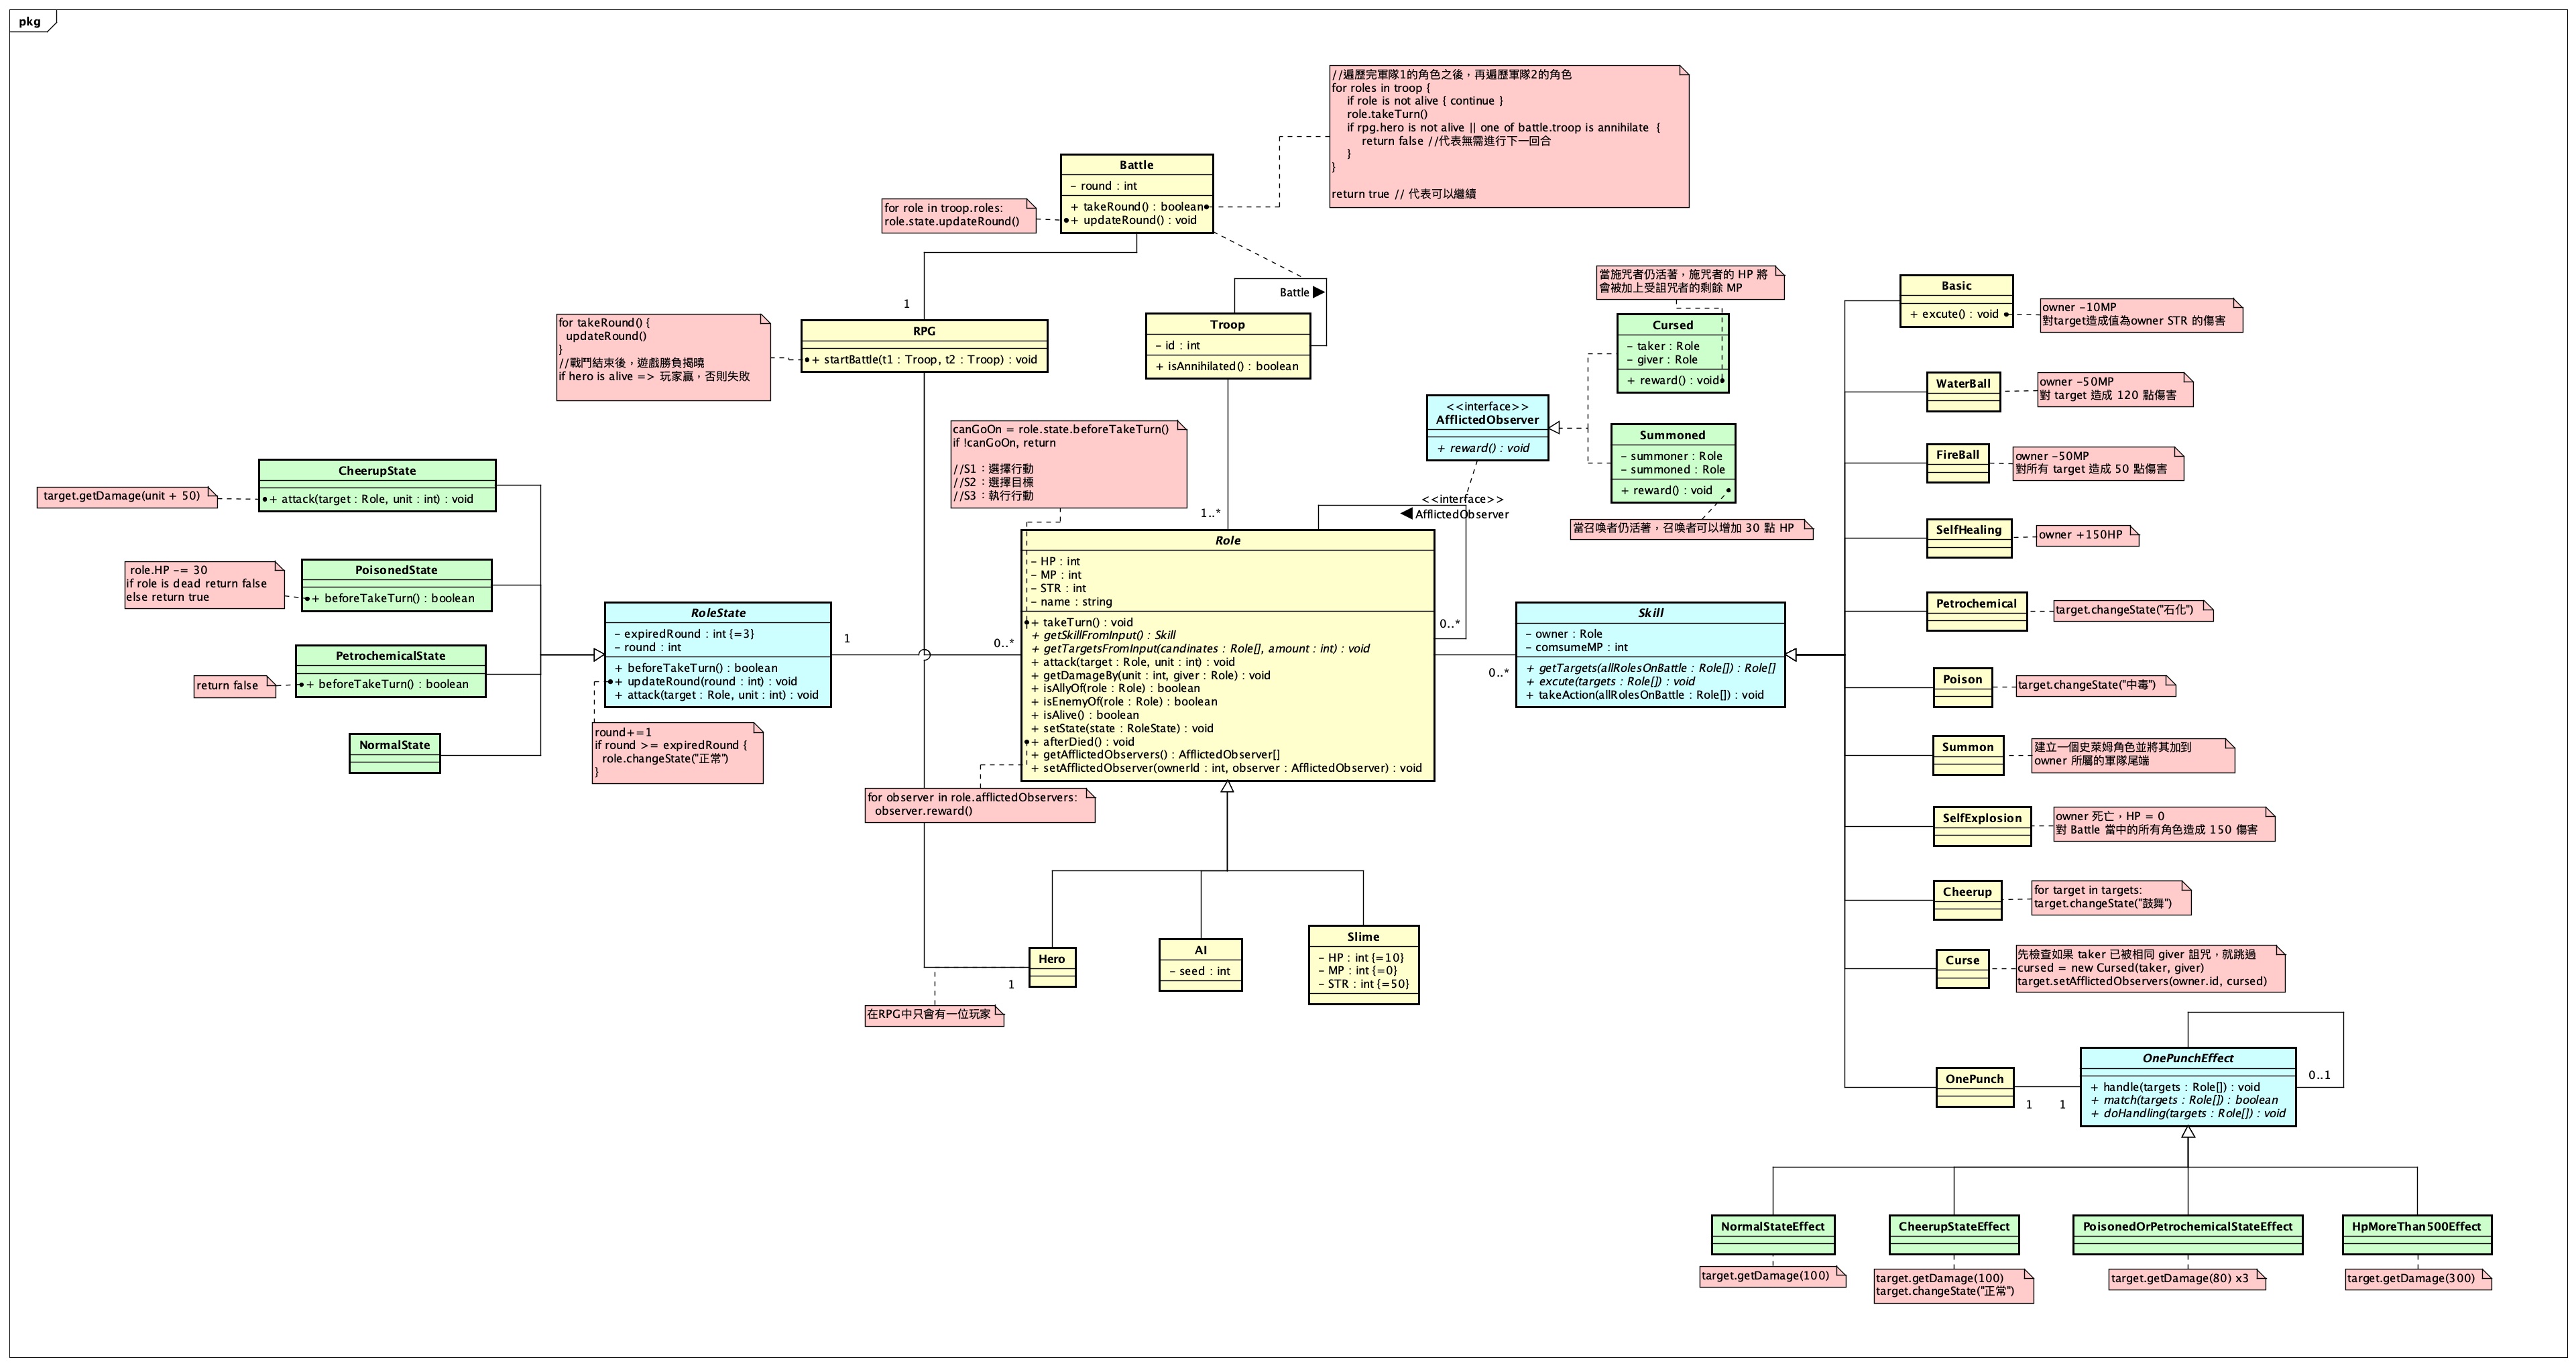 pkg
//遍歷完軍隊1的角色之後，再遍歷軍隊2的角色
for roles in troop {
if role is not alive { continue }
role.takeTurn()
if rpg.hero is not alive || one of battle.troop is annihilate {
return false //代表無需進行下一回合
}
}
return true // 代表可以繼續
Battle
– round : int
+ takeRound() : boolean
+ updateRound() : void
for role in troop.roles:
role.state.updateRound()
1
for takeRound() {
updateRound()
}
//戰鬥結束後，遊戲勝負揭曉
if hero is alive => 玩家贏，否則失敗
RPG
+ startBattle(t1 : Troop, t2 : Troop) : void
Battle
Troop
– id : int
+ isAnnihilated() : boolean
當施咒者仍活著，施咒者的 HP 將
會被加上受詛咒者的剩餘 MP
Cursed
– taker : Role
– giver : Role
+ reward() : void
<<interface>>
AfflictedObserver
+ reward() : void
Summoned
– summoner : Role
– summoned : Role
+ reward() : void
當召喚者仍活著，召喚者可以增加 30 點 HP
<<interface>>
AfflictedObserver
canGoOn = role.state.beforeTakeTurn()
if !canGoOn, return
//S1：選擇行動
//S2：選擇目標
//S3：執行行動
1..*
CheerupState
+ attack(target : Role, unit : int) : void
target.getDamage(unit + 50)
PoisonedState
+ beforeTakeTurn() : boolean
role.HP -= 30
if role is dead return false
else return true
PetrochemicalState
+ beforeTakeTurn() : boolean
return false
NormalState
RoleState
– expiredRound : int {=3}
– round : int
+ beforeTakeTurn() : boolean
+ updateRound(round : int) : void
+ attack(target : Role, unit : int) : void
round+=1
if round >= expiredRound {
role.changeState("正常")
}
1
0..*
Role
– HP : int
– MP : int
– STR : int
– name : string
+ takeTurn() : void
+ getSkillFromInput() : Skill
+ getTargetsFromInput(candinates : Role[], amount : int) : void
+ attack(target : Role, unit : int) : void
+ getDamageBy(unit : int, giver : Role) : void
+ isAllyOf(role : Role) : boolean
+ isEnemyOf(role : Role) : boolean
+ isAlive() : boolean
+ setState(state : RoleState) : void
+ afterDied() : void
+ getAfflictedObservers() : AfflictedObserver[]
+ setAfflictedObserver(ownerId : int, observer : AfflictedObserver) : void
0..*
0..*
for observer in role.afflictedObservers:
observer.reward()
Skill
– owner : Role
– comsumeMP : int
+ getTargets(allRolesOnBattle : Role[]) : Role[]
+ excute(targets : Role[]) : void
+ takeAction(allRolesOnBattle : Role[]) : void
Hero
1
在RPG中只會有一位玩家
AI
– seed : int
Slime
– HP : int {=10}
– MP : int {=0}
– STR : int {=50}
Basic
+ excute() : void
owner -10MP
對target造成值為owner STR 的傷害
WaterBall
owner -50MP
對 target 造成 120 點傷害
FireBall
owner -50MP
對所有 target 造成 50 點傷害
SelfHealing
owner +150HP
Petrochemical
target.changeState("石化")
Poison
target.changeState("中毒")
Summon
建立一個史萊姆角色並將其加到
owner 所屬的軍隊尾端
SelfExplosion
owner 死亡，HP = 0
對 Battle 當中的所有角色造成 150 傷害
Cheerup
for target in targets:
target.changeState("鼓舞")
Curse
先檢查如果 taker 已被相同 giver 詛咒，就跳過
cursed = new Cursed(taker, giver)
target.setAfflictedObservers(owner.id, cursed)
OnePunch
1
1
OnePunchEffect
+ handle(targets : Role[]) : void
+ match(targets : Role[]) : boolean
+ doHandling(targets : Role[]) : void
0..1
NormalStateEffect
target.getDamage(100)
CheerupStateEffect
target.getDamage(100)
target.changeState("正常")
PoisonedOrPetrochemicalStateEffect
target.getDamage(80) x3
HpMoreThan500Effect
target.getDamage(300)